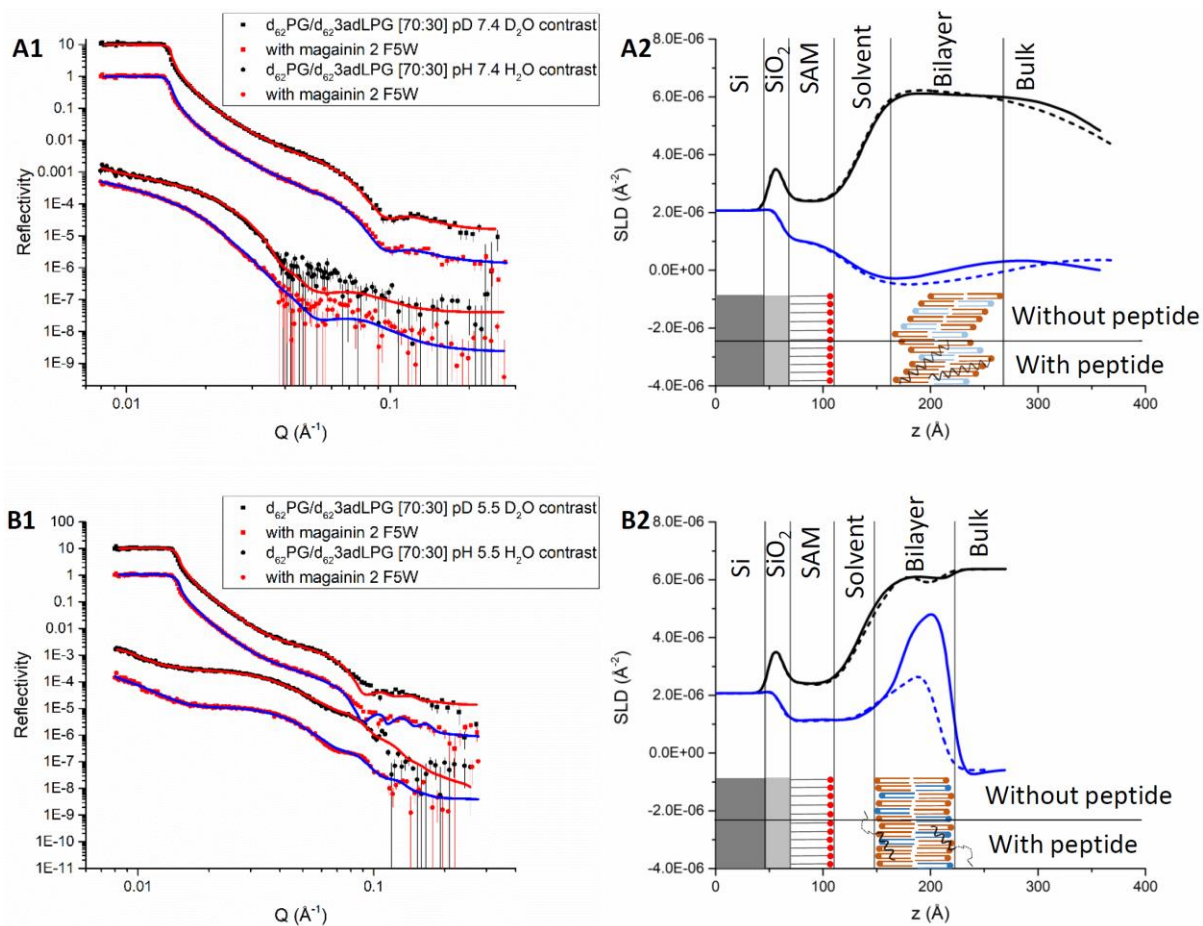 A1
d₆₂PG/d₆₂3adLPG [70:30] pD 7.4 D₂O contrast
with magainin 2 F5W
d₆₂PG/d₆₂3adLPG [70:30] pH 7.4 H₂O contrast
with magainin 2 F5W
10
1
0.1
0.01
0.001
1E-4
1E-5
1E-6
1E-7
1E-8
1E-9
Reflectivity
0.01
0.1
Q (Å⁻¹)
A2
8.0E-06
6.0E-06
4.0E-06
2.0E-06
0.0E+00
-2.0E-06
-4.0E-06
SLD (Å⁻²)
Si
SiO₂
SAM
Solvent
Bilayer
Bulk
Without peptide
With peptide
0
100
200
300
400
z (Å)
B1
d₆₂PG/d₆₂3adLPG [70:30] pD 5.5 D₂O contrast
with magainin 2 F5W
d₆₂PG/d₆₂3adLPG [70:30] pH 5.5 H₂O contrast
with magainin 2 F5W
100
10
1
0.1
0.01
1E-3
1E-4
1E-5
1E-6
1E-7
1E-8
1E-9
1E-10
1E-11
Reflectivity
0.01
0.1
Q (Å⁻¹)
B2
8.0E-06
6.0E-06
4.0E-06
2.0E-06
0.0E+00
-2.0E-06
-4.0E-06
SLD (Å⁻²)
Si
SiO₂
SAM
Solvent
Bilayer
Bulk
Without peptide
With peptide
0
100
200
300
400
z (Å)